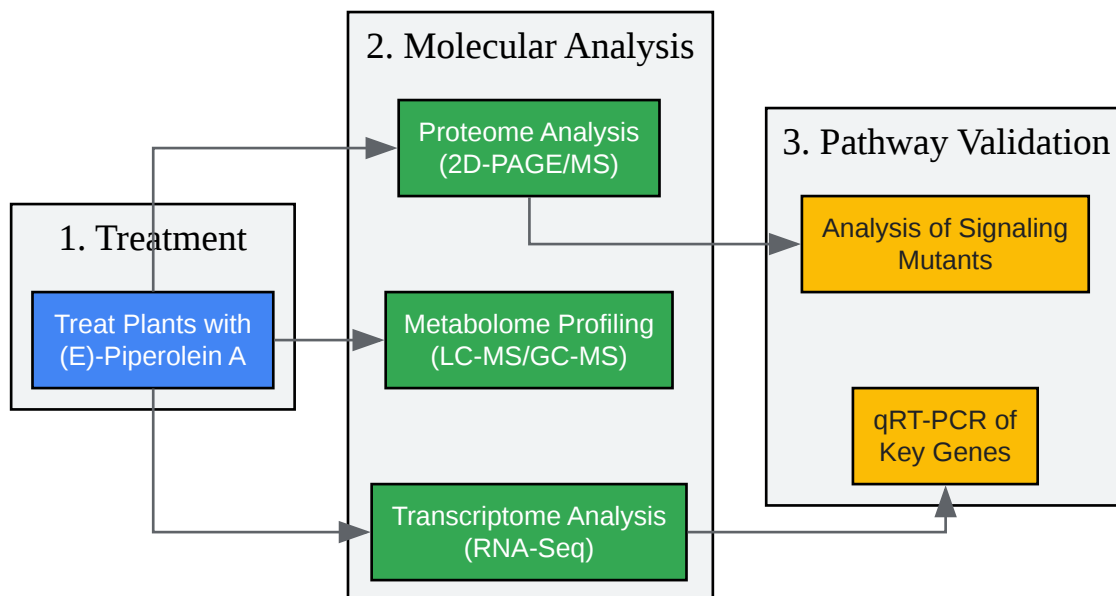 1. Treatment
Treat Plants with
(E)-Piperolein A
2. Molecular Analysis
Proteome Analysis
(2D-PAGE/MS)
Metabolome Profiling
(LC-MS/GC-MS)
Transcriptome Analysis
(RNA-Seq)
3. Pathway Validation
Analysis of Signaling
Mutants
qRT-PCR of
Key Genes